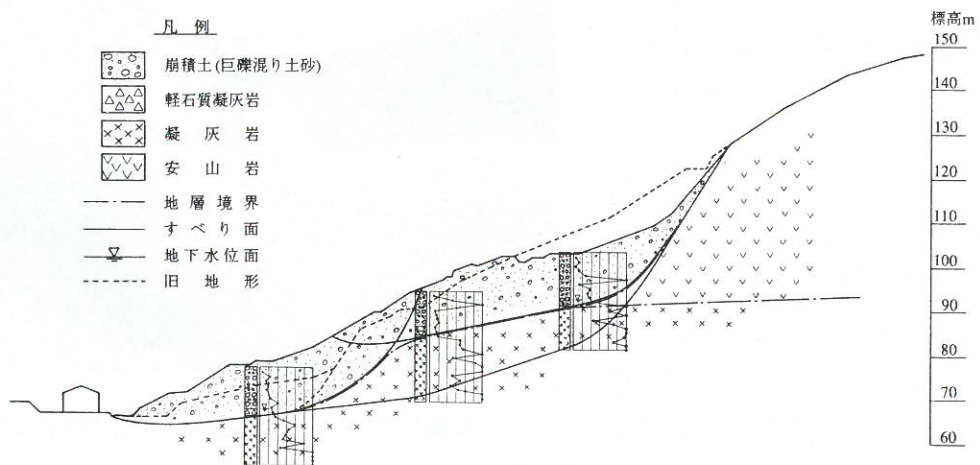 凡例
崩積土(巨礫混り土砂)
軽石質凝灰岩
凝灰岩
安山岩
地層境界
すべり面
地下水位面
旧地形
標高m
150
140
130
120
110
100
90
80
70
60